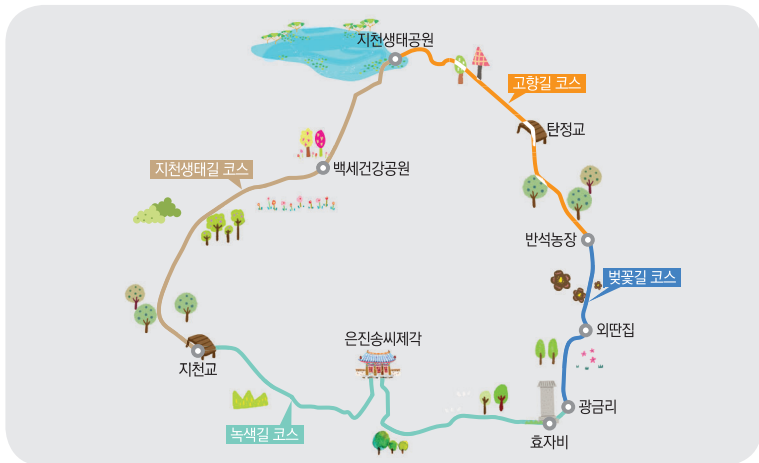 지천생태공원
고향길 코스
탄정교
지천생태길 코스
백세건강공원
반석농장
벚꽃길 코스
외딴집
은진송씨제각
지천교
광금리
녹색길 코스
효자비